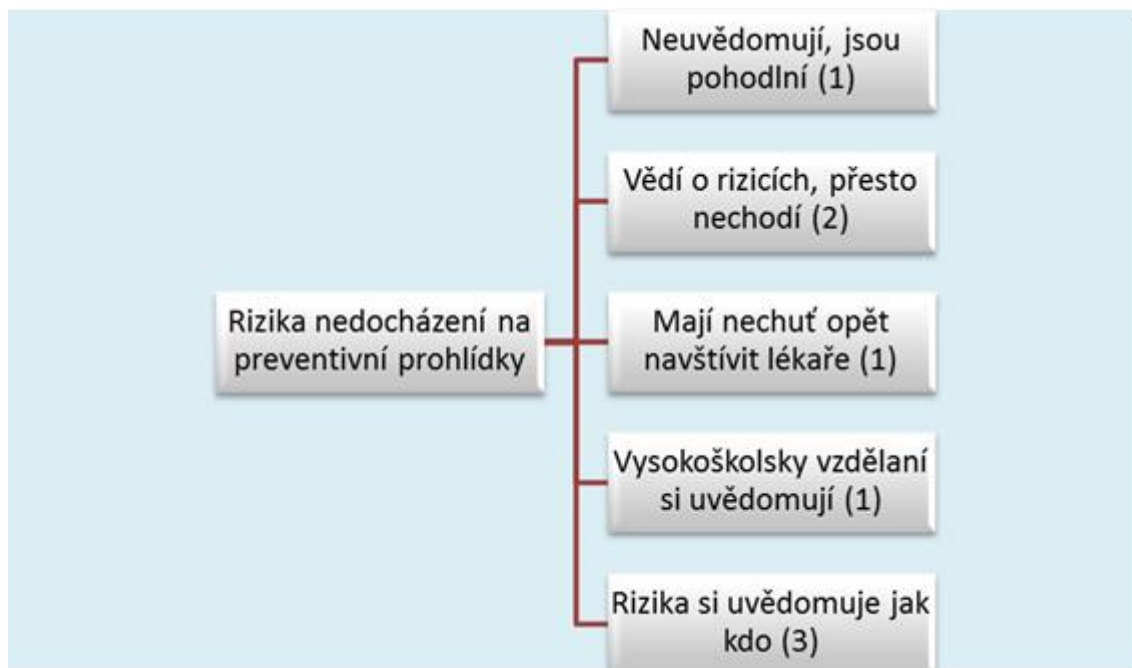 Neuvědomují, jsou
pohodlní (1)
Vědí o rizicích, přesto
nechodí (2)
Rizika nedocházení na
preventivní prohlídky
Mají nechuť opět
navštívit lékaře (1)
Vysokoškolsky vzdělaní
si uvědomují (1)
Rizika si uvědomuje jak
kdo (3)